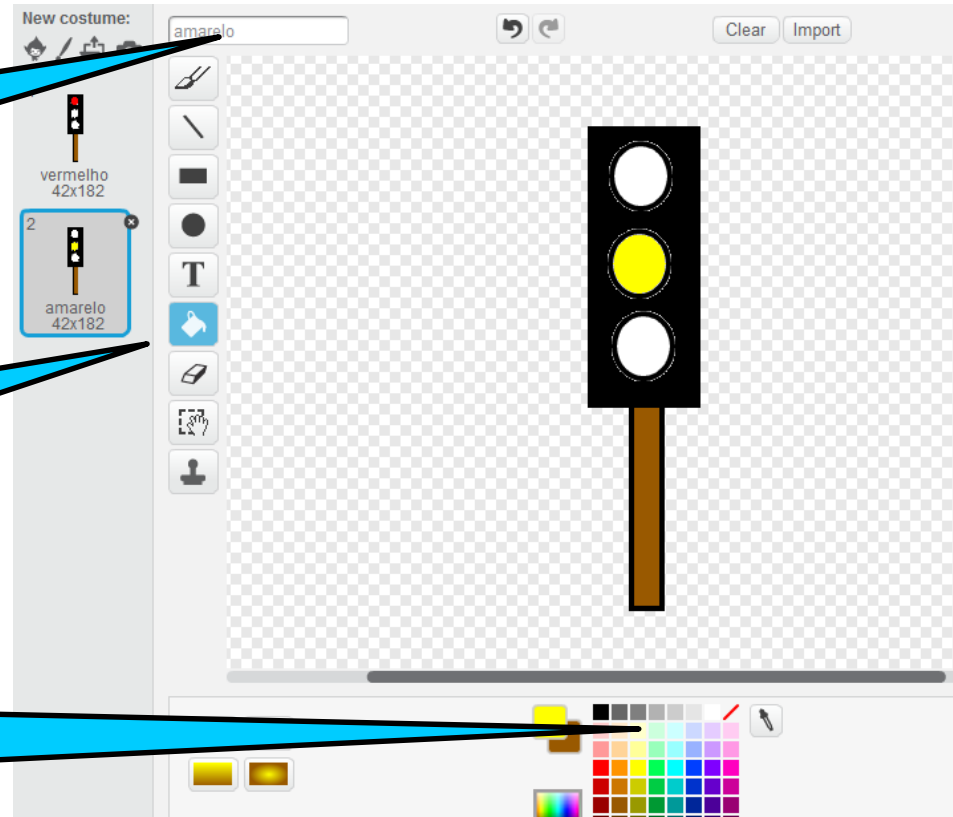 New costume:
amarelo
Clear
Import
vermelho
42x182
2
amarelo
42x182
T